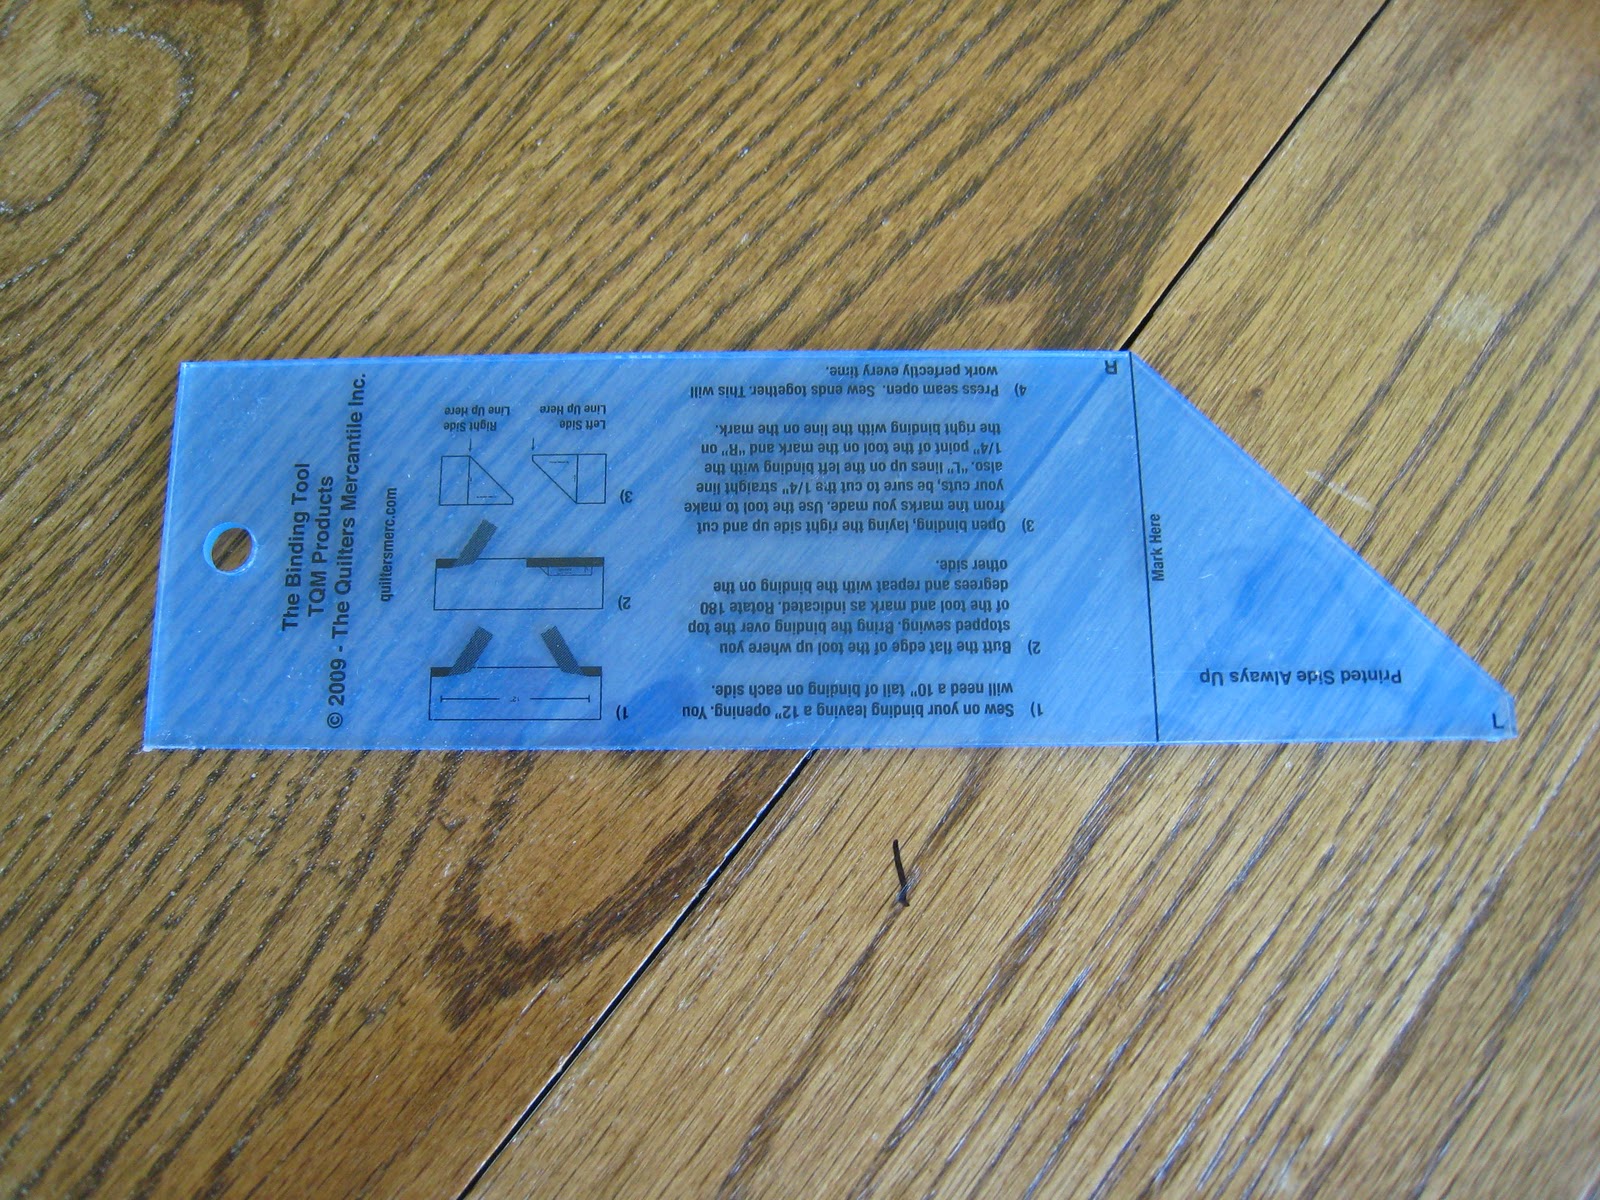 The Binding Tool
TQM Products
© 2009 - The Quilters Mercantile Inc.
quiltersmerc.com
1) Sew on your binding leaving a 12" opening. You
will need a 10" tail of binding on each side.
2) Butt the flat edge of the tool up where you
stopped sewing. Bring the binding over the top
of the tool and mark as indicated. Rotate 180
degrees and repeat with the binding on the
other side.
3) Open binding, laying the right side up and cut
from the marks you made. Use the tool to make
your cuts, be sure to cut the 1/4" straight line
also. "L" lines up on the left binding with the
1/4" point of the tool on the mark and "R" on
the right binding with the line on the mark.
4) Press seam open. Sew ends together. This will
work perfectly every time.
1)
12"
2)
3)
Left Side
Line Up Here
Right Side
Line Up Here
Mark Here
Printed Side Always Up
L
R